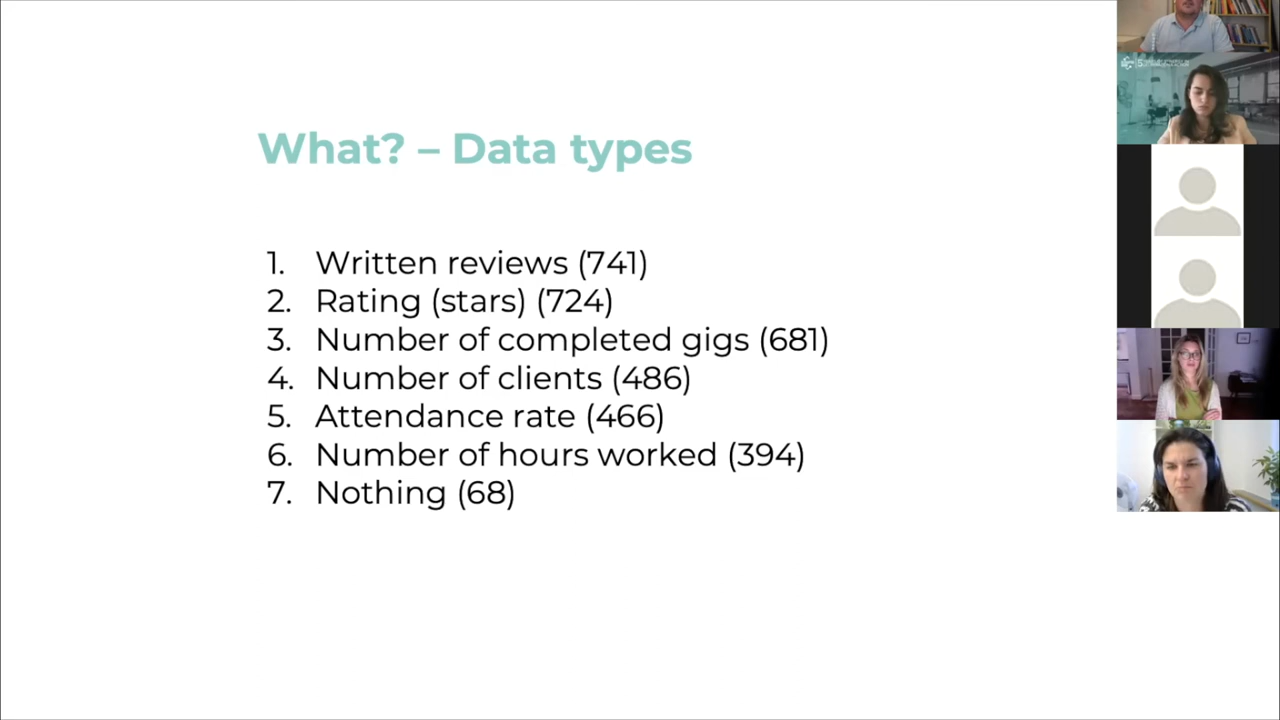 What? – Data types
1. Written reviews (741)
2. Rating (stars) (724)
3. Number of completed gigs (681)
4. Number of clients (486)
5. Attendance rate (466)
6. Number of hours worked (394)
7. Nothing (68)